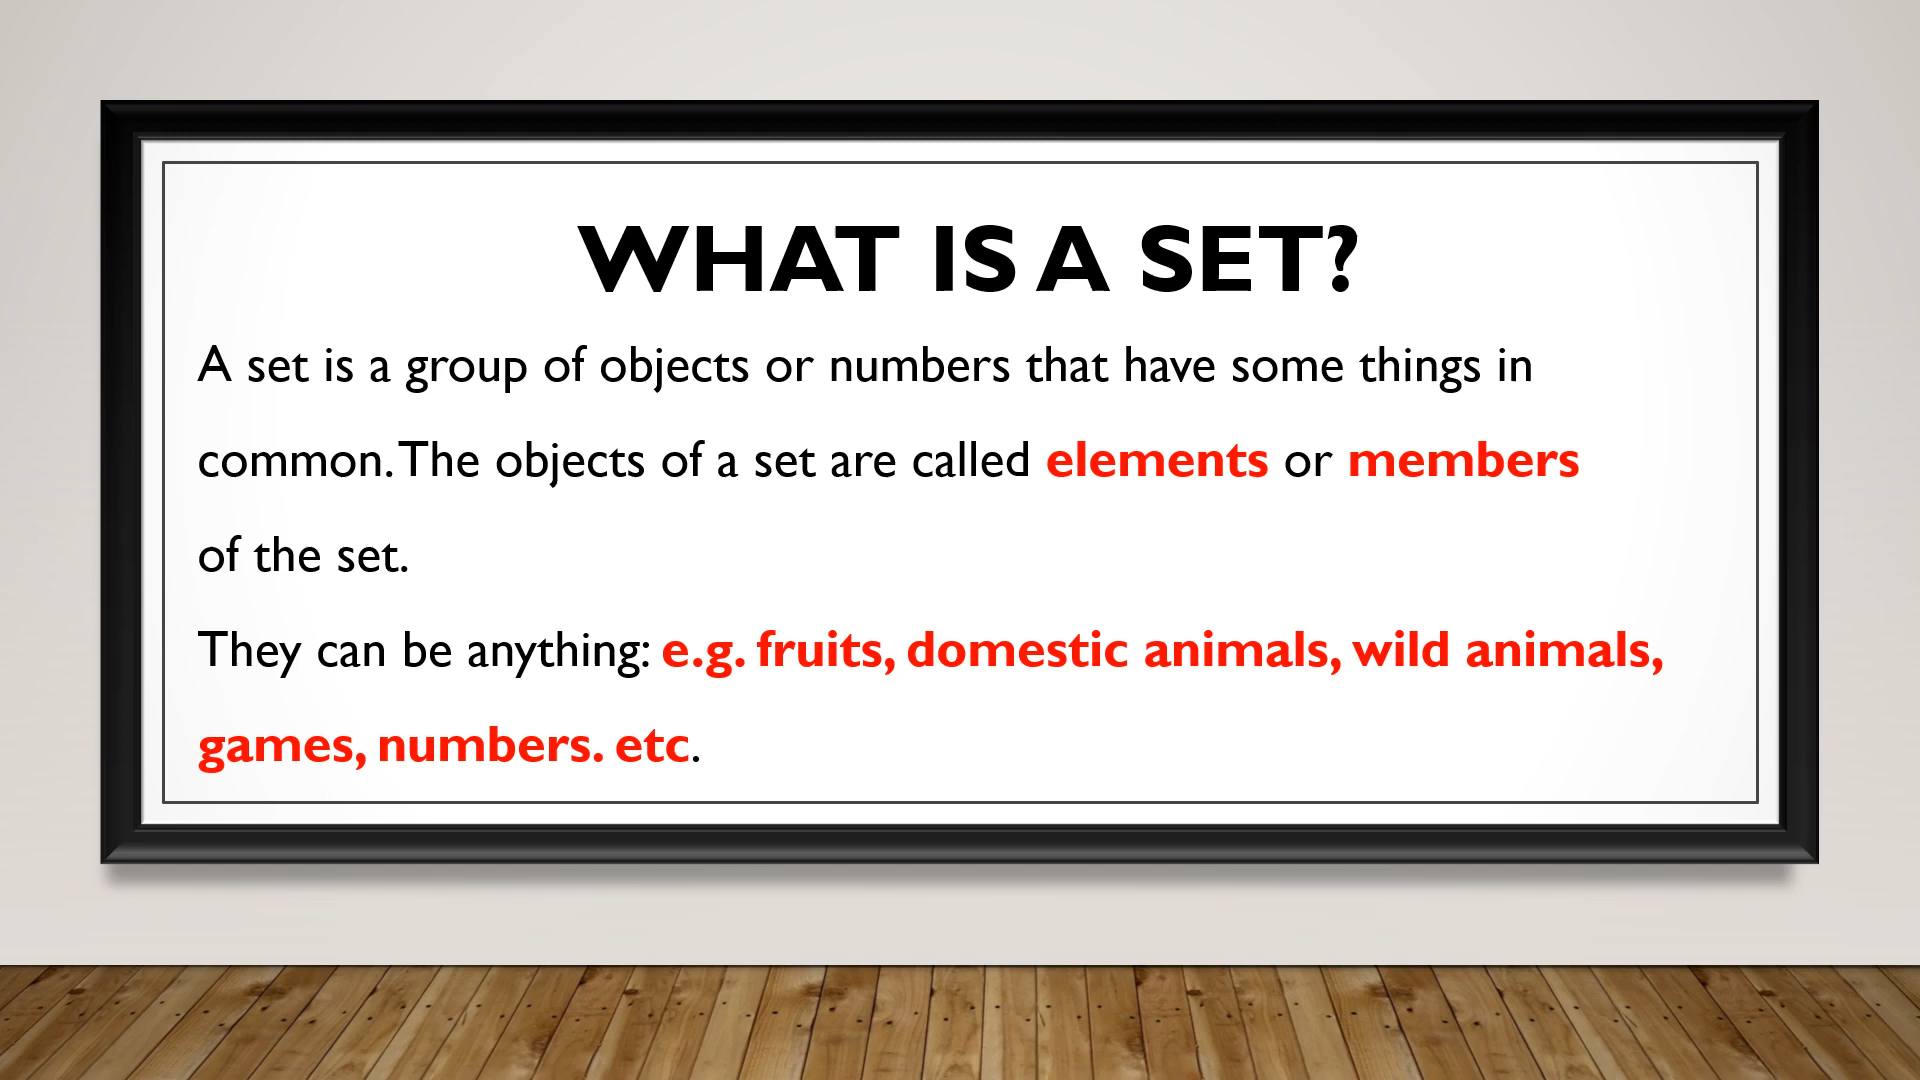 WHAT IS A SET?
A set is a group of objects or numbers that have some things in
common. The objects of a set are called elements or members
of the set.
They can be anything: e.g. fruits, domestic animals, wild animals,
games, numbers. etc.